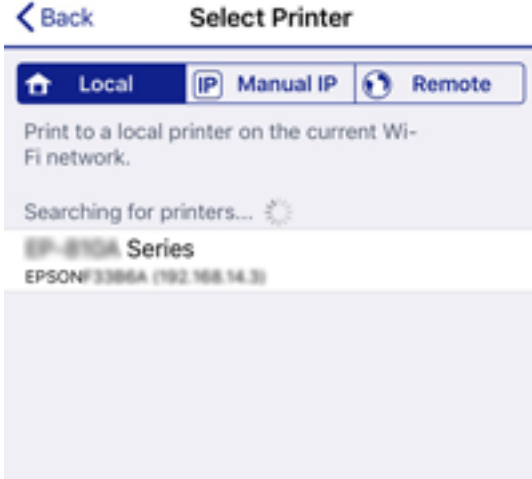 Back Select Printer
Local IP Manual IP Remote
Print to a local printer on the current Wi-
Fi network.
Searching for printers...
Series
EPSON